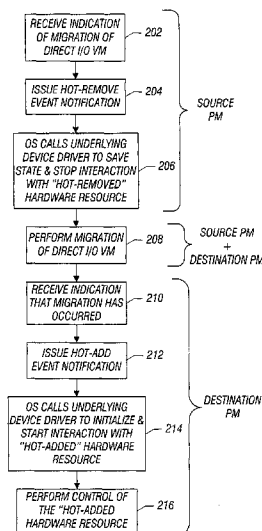 RECEIVE INDICATION
OF MIGRATION OF
DIRECT I/O VM
202
ISSUE HOT-REMOVE
EVENT NOTIFICATION
204
OS CALLS UNDERLYING
DEVICE DRIVER TO SAVE
STATE & STOP INTERACTION
WITH "HOT-REMOVED"
HARDWARE RESOURCE
206
SOURCE
PM
PERFORM MIGRATION
OF DIRECT I/O VM
208
SOURCE PM
+
DESTINATION PM
RECEIVE INDICATION
THAT MIGRATION HAS
OCCURRED
210
ISSUE HOT-ADD
EVENT NOTIFICATION
212
OS CALLS UNDERLYING
DEVICE DRIVER TO INITIALIZE &
START INTERACTION WITH
"HOT-ADDED" HARDWARE
RESOURCE
214
DESTINATION
PM
PERFORM CONTROL OF
THE "HOT-ADDED
HARDWARE RESOURCE
216